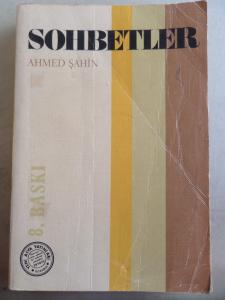 SOHBETLER
AHMED ŞAHİN
8. BASKI